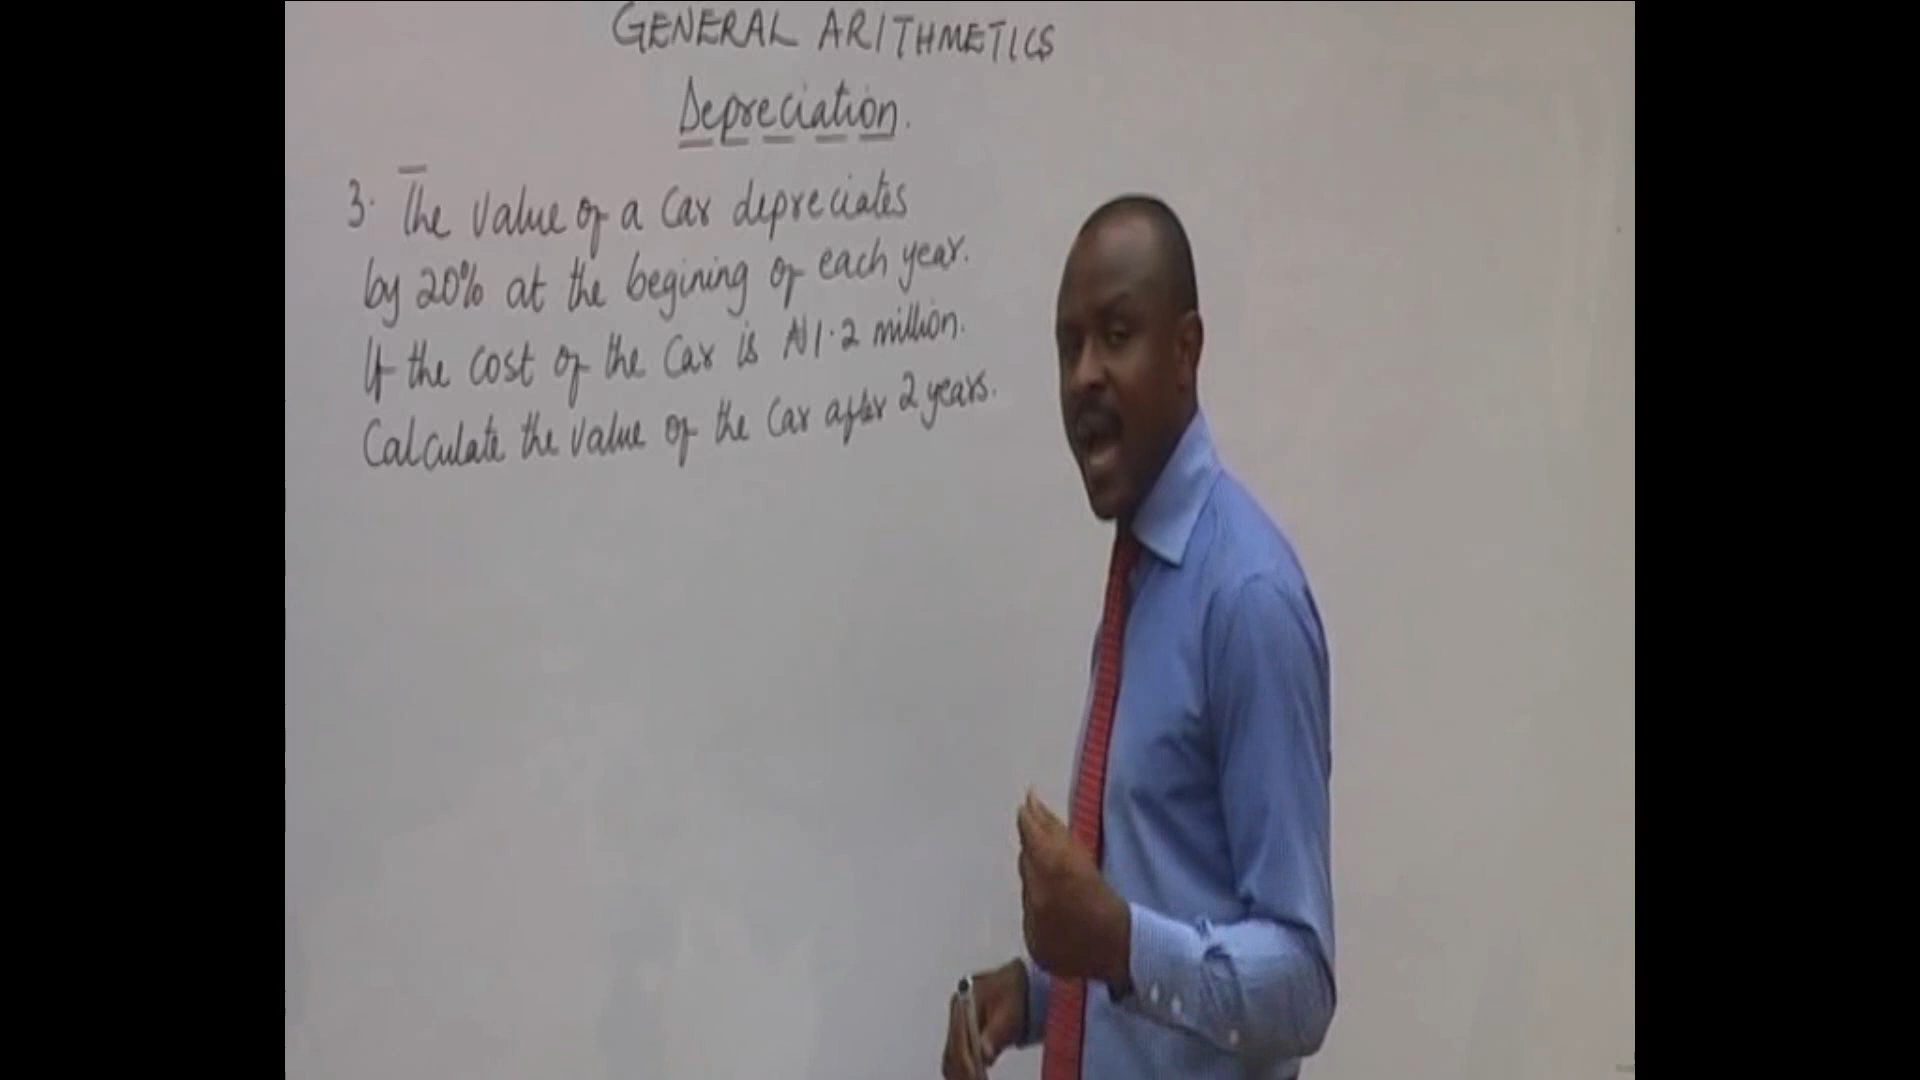 GENERAL ARITHMETICS
Depreciation.
3. The value of a car depreciates
by 20% at the begining of each year.
If the cost of the car is ₦1.2 million.
Calculate the value of the car after 2 years.